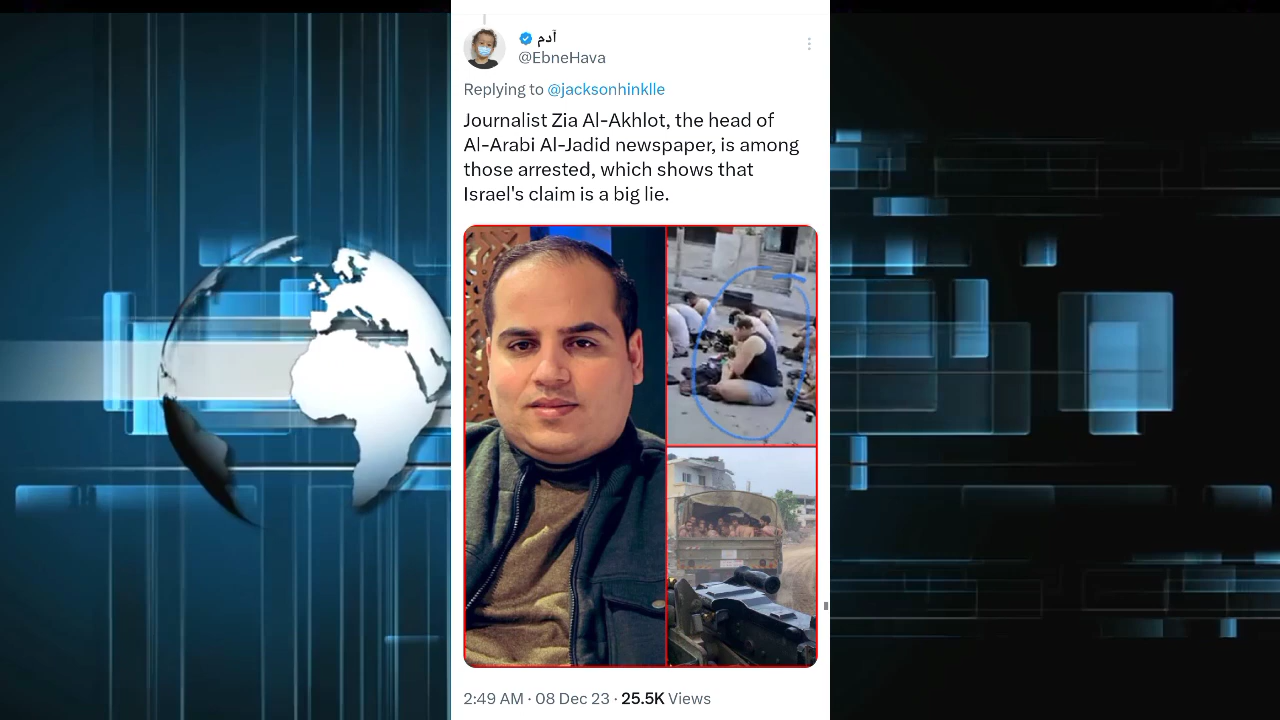 آدم
@EbneHava
Replying to @jacksonhinklle
Journalist Zia Al-Akhlot, the head of
Al-Arabi Al-Jadid newspaper, is among
those arrested, which shows that
Israel's claim is a big lie.
2:49 AM · 08 Dec 23 · 25.5K Views